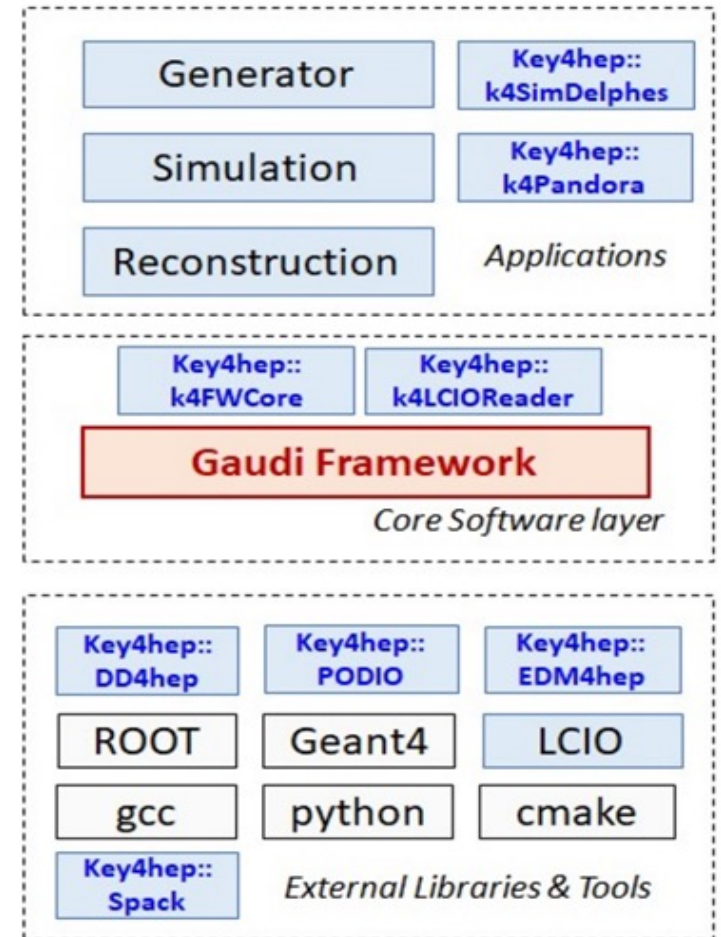 Generator
Key4hep::
k4SimDelphes
Simulation
Key4hep::
k4Pandora
Reconstruction
Applications
Key4hep::
k4FWCore
Key4hep::
k4LCIOReader
Gaudi Framework
Core Software layer
Key4hep::
DD4hep
Key4hep::
PODIO
Key4hep::
EDM4hep
ROOT
Geant4
LCIO
gcc
python
cmake
Key4hep::
Spack
External Libraries & Tools